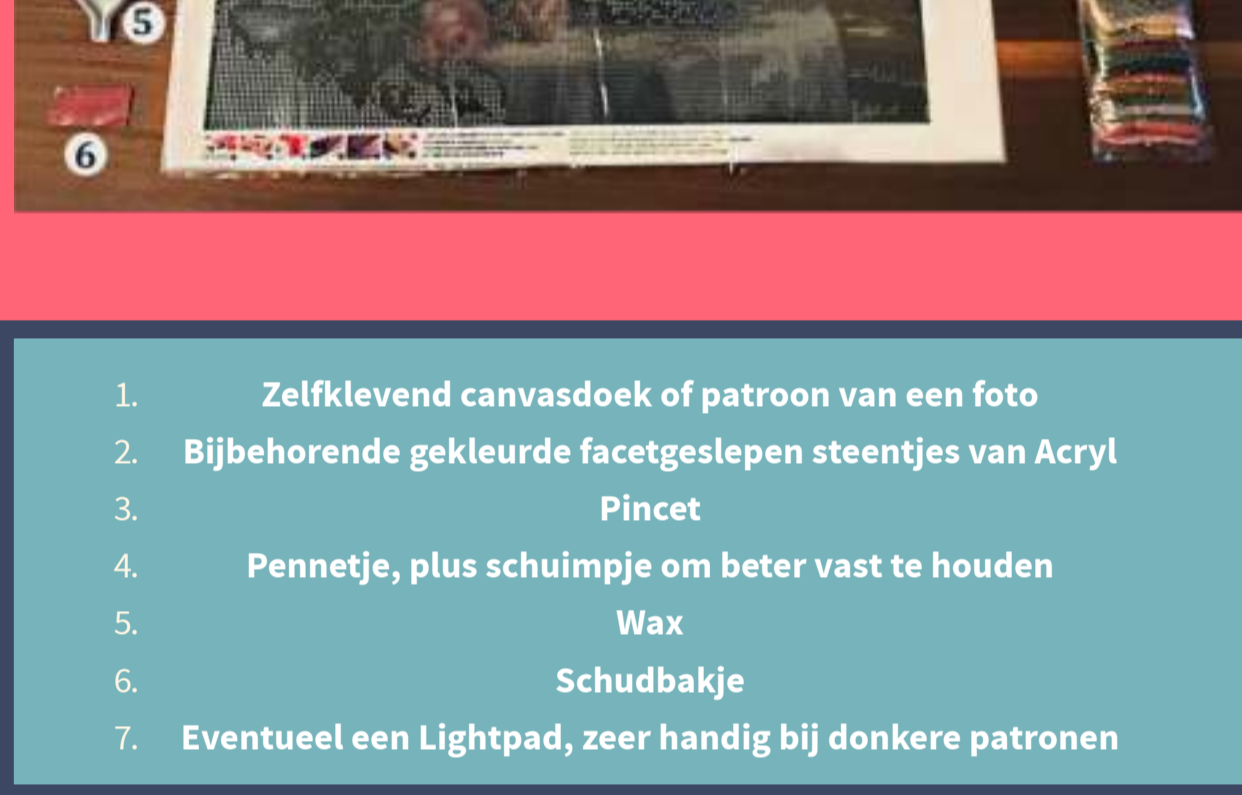 5
6
1. Zelfklevend canvasdoek of patroon van een foto
2. Bijbehorende gekleurde facetgeslepen steentjes van Acryl
3. Pincet
4. Pennetje, plus schuimpje om beter vast te houden
5. Wax
6. Schudbakje
7. Eventueel een Lightpad, zeer handig bij donkere patronen